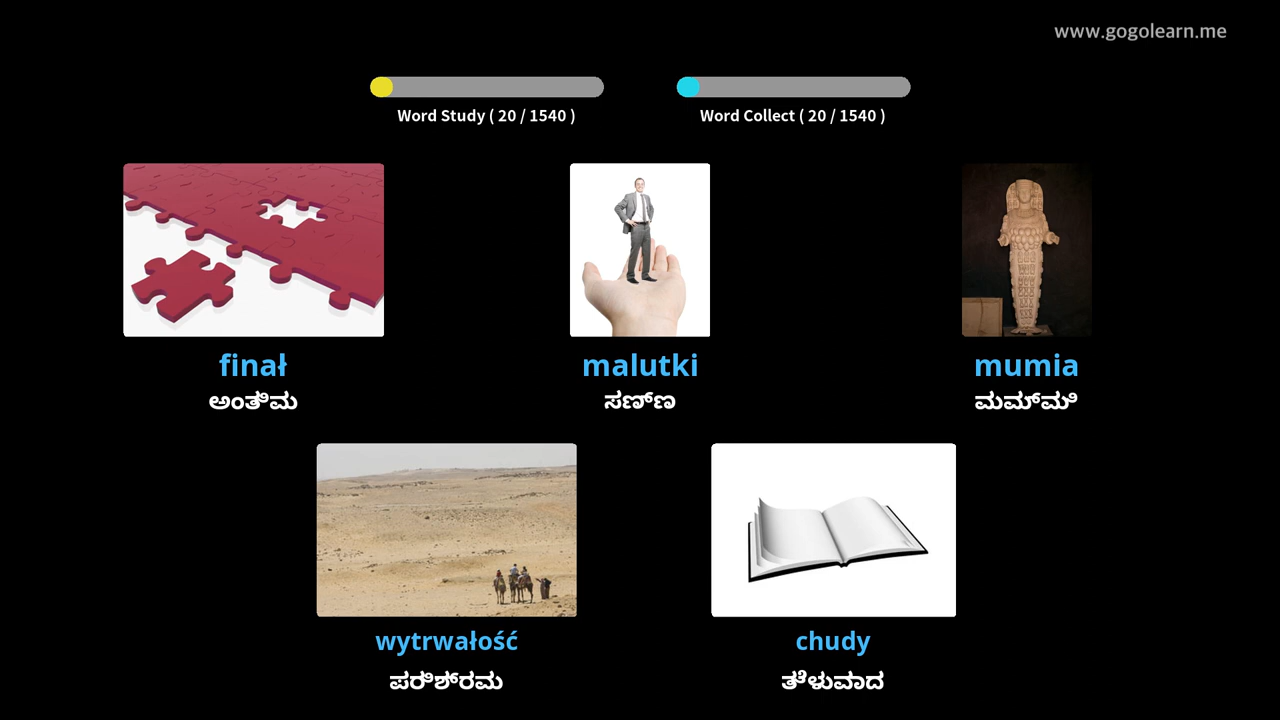 www.gogolearn.me
Word Study ( 20 / 1540 )
Word Collect ( 20 / 1540 )
finał
malutki
mumia
ಅಂತಿಮ
ಸಣ್ಣ
ಮಮ್ಮಿ
wytrwałość
chudy
ಪರಿಶ್ರಮ
ತೆಳುವಾದ